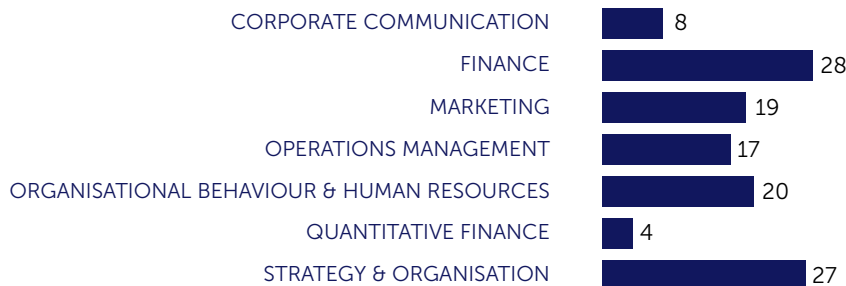 CORPORATE COMMUNICATION 8
FINANCE 28
MARKETING 19
OPERATIONS MANAGEMENT 17
ORGANISATIONAL BEHAVIOUR & HUMAN RESOURCES 20
QUANTITATIVE FINANCE 4
STRATEGY & ORGANISATION 27